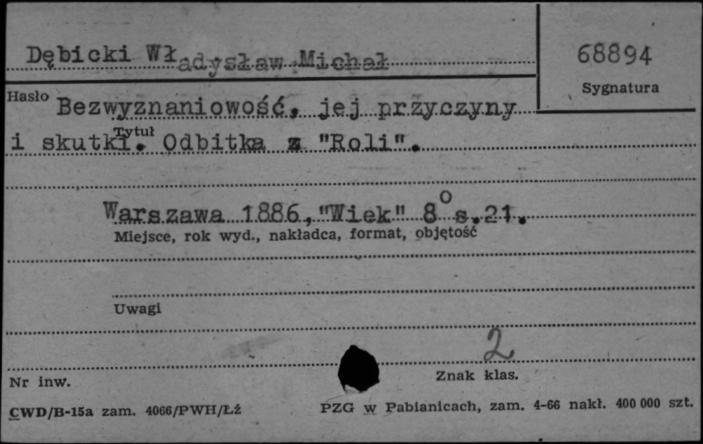 Dębicki Władysław Michał
68894
Sygnatura
Hasło
Bezwyznaniowość, jej przyczyny
Tytuł
i skutki. Odbitka z "Roli".
Warszawa 1886, "Wiek" 8° s.21.
Miejsce, rok wyd., nakładca, format, objętość
Uwagi
2
Nr inw.
Znak klas.
CWD/B-15a zam. 4066/PWH/Łź
PZG w Pabianicach, zam. 4-66 nakł. 400 000 szt.